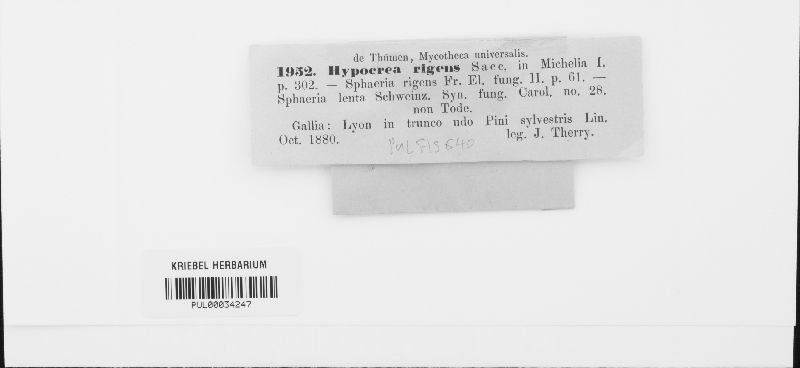 de Thümen, Mycotheca universalis.
1952. Hypocrea rigens Sacc. in Michelia I.
p. 302. — Sphaeria rigens Fr. El. fung. II. p. 61. —
Sphaeria lenta Schweinz. Syn. fung. Carol. no. 28.
non Tode.
Gallia: Lyon in trunco udo Pini sylvestris Lin.
Oct. 1880. leg. J. Therry.
PUL F19640
KRIEBEL HERBARIUM
PUL00034247